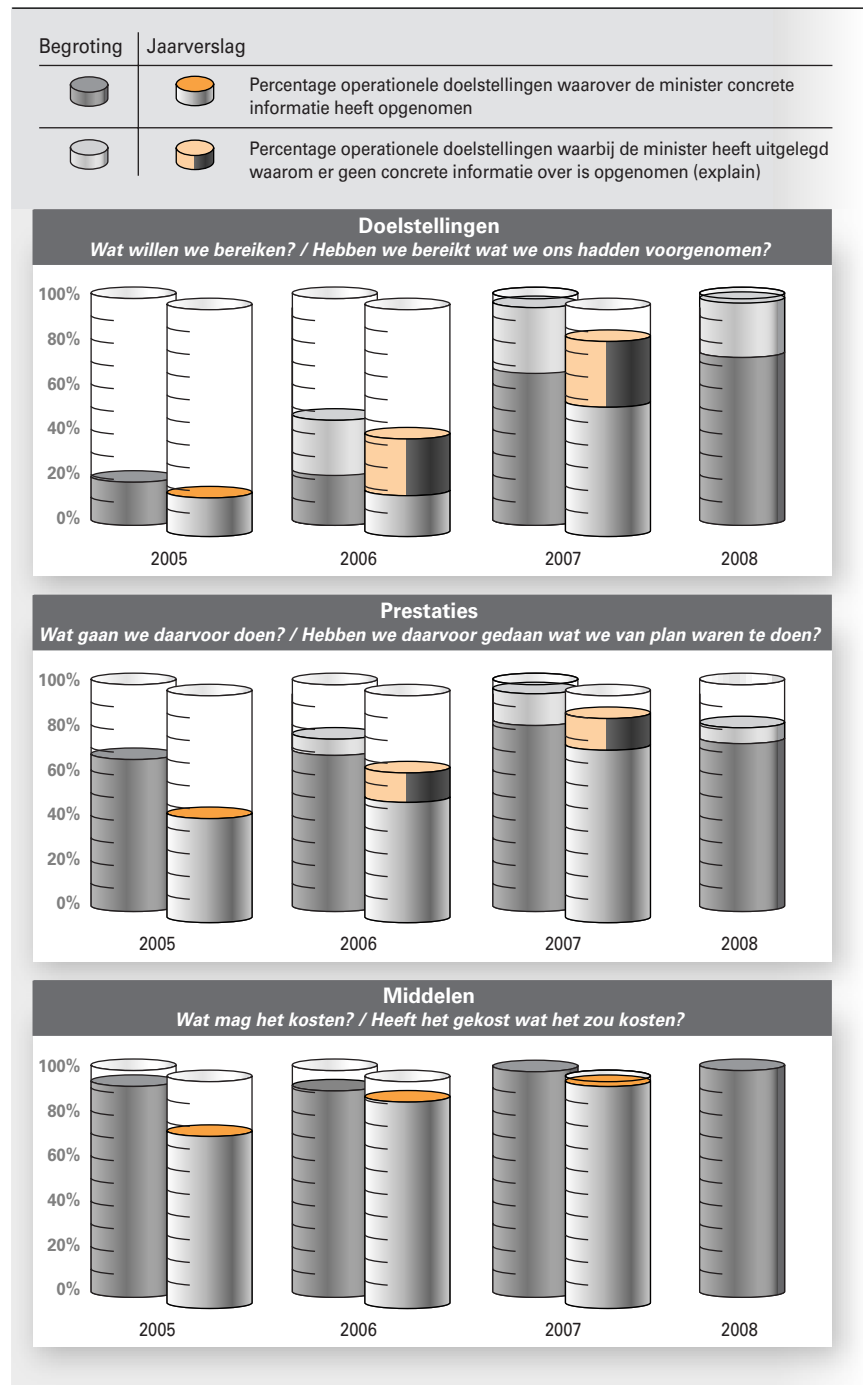 Begroting Jaarverslag
Percentage operationele doelstellingen waarover de minister concrete
informatie heeft opgenomen
Percentage operationele doelstellingen waarbij de minister heeft uitgelegd
waarom er geen concrete informatie over is opgenomen (explain)
Doelstellingen
Wat willen we bereiken? / Hebben we bereikt wat we ons hadden voorgenomen?
100%
80%
60%
40%
20%
0%
2005 2006 2007 2008
Prestaties
Wat gaan we daarvoor doen? / Hebben we daarvoor gedaan wat we van plan waren te doen?
100%
80%
60%
40%
20%
0%
2005 2006 2007 2008
Middelen
Wat mag het kosten? / Heeft het gekost wat het zou kosten?
100%
80%
60%
40%
20%
0%
2005 2006 2007 2008